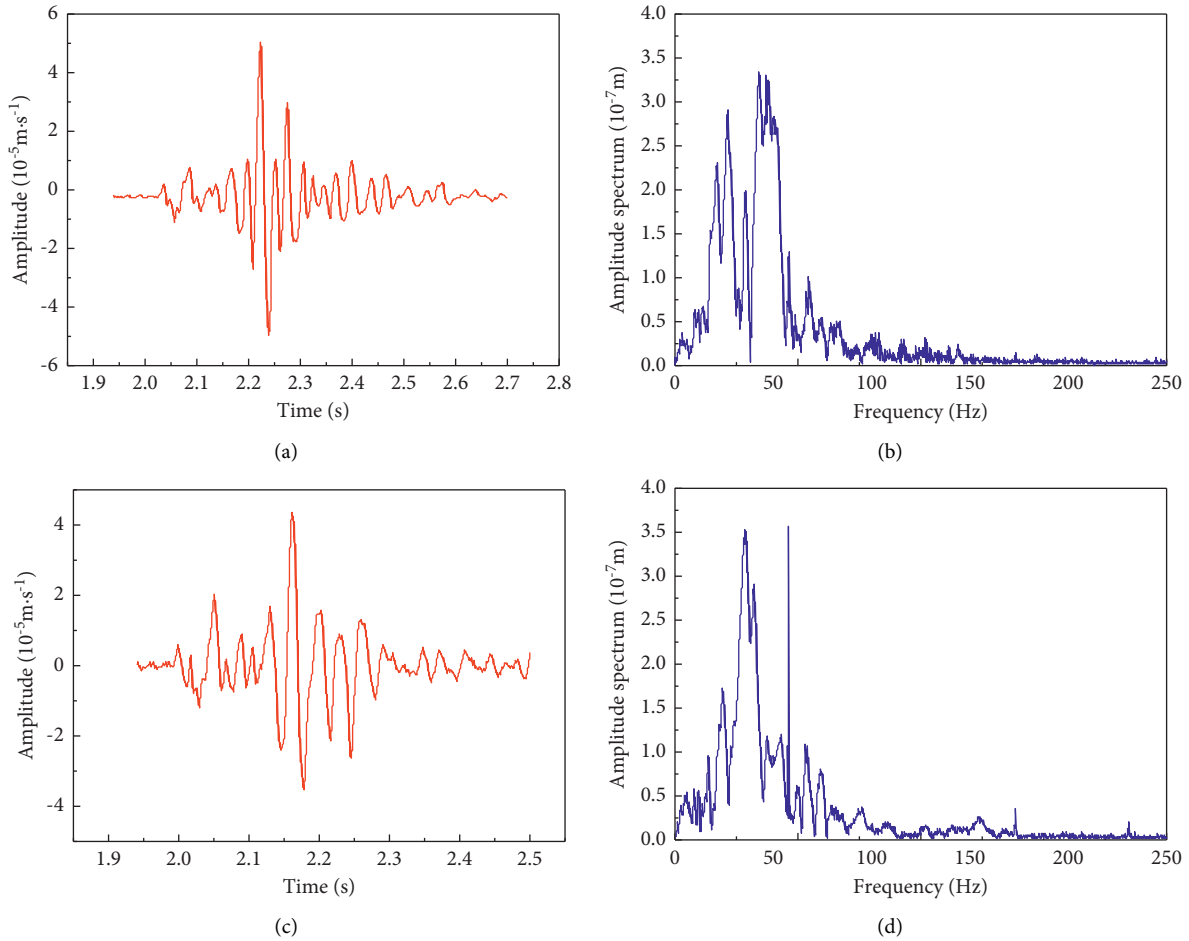 6
4
2
0
-2
-4
-6
Amplitude (10-5m·s-1)
1.9 2.0 2.1 2.2 2.3 2.4 2.5 2.6 2.7 2.8
Time (s)
(a)
4.0
3.5
3.0
2.5
2.0
1.5
1.0
0.5
0.0
Amplitude spectrum (10-7m)
0 50 100 150 200 250
Frequency (Hz)
(b)
4
2
0
-2
-4
Amplitude (10-5m·s-1)
1.9 2.0 2.1 2.2 2.3 2.4 2.5
Time (s)
(c)
4.0
3.5
3.0
2.5
2.0
1.5
1.0
0.5
0.0
Amplitude spectrum (10-7m)
0 50 100 150 200 250
Frequency (Hz)
(d)